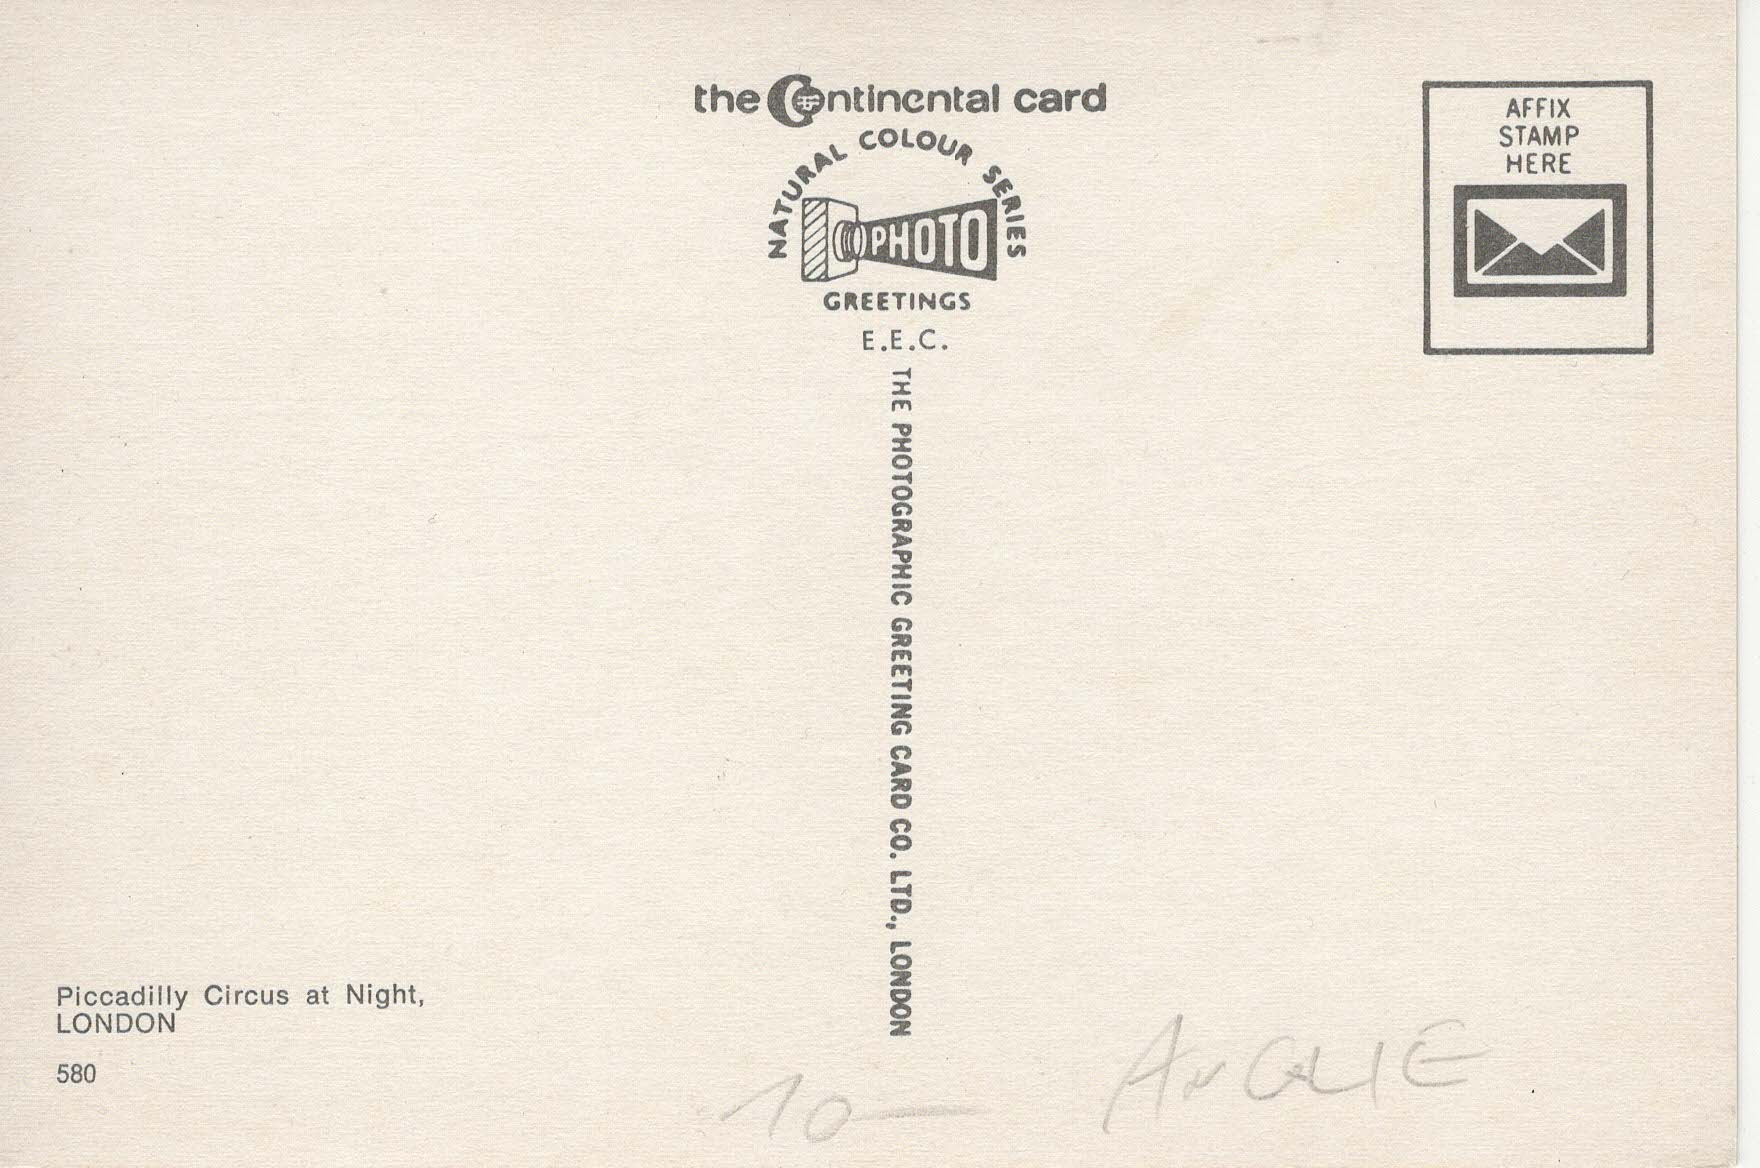 the Continental card
NATURAL COLOUR SERIES
PHOTO
GREETINGS
E.E.C.
AFFIX
STAMP
HERE
THE PHOTOGRAPHIC GREETING CARD CO. LTD., LONDON
Piccadilly Circus at Night,
LONDON
580
10—
ANGLIE